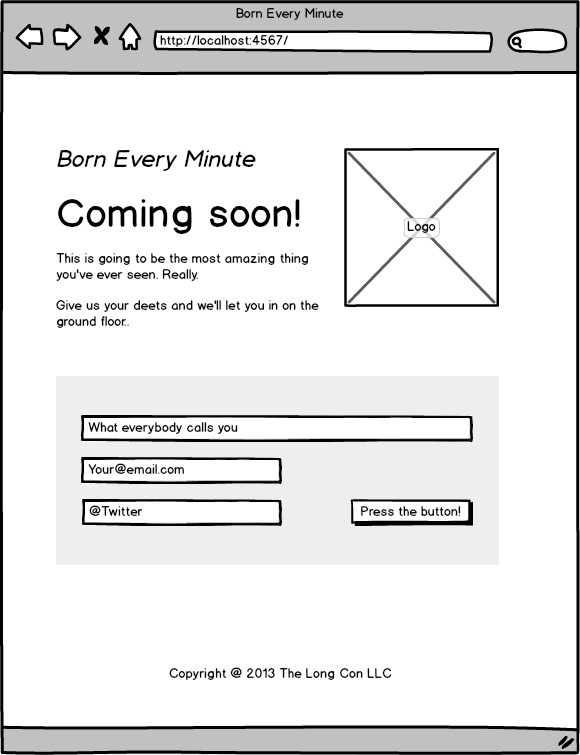 Born Every Minute
http://localhost:4567/
Born Every Minute
Coming soon!
Logo
This is going to be the most amazing thing
you've ever seen. Really.
Give us your deets and we'll let you in on the
ground floor..
What everybody calls you
Your@email.com
@Twitter
Press the button!
Copyright @ 2013 The Long Con LLC